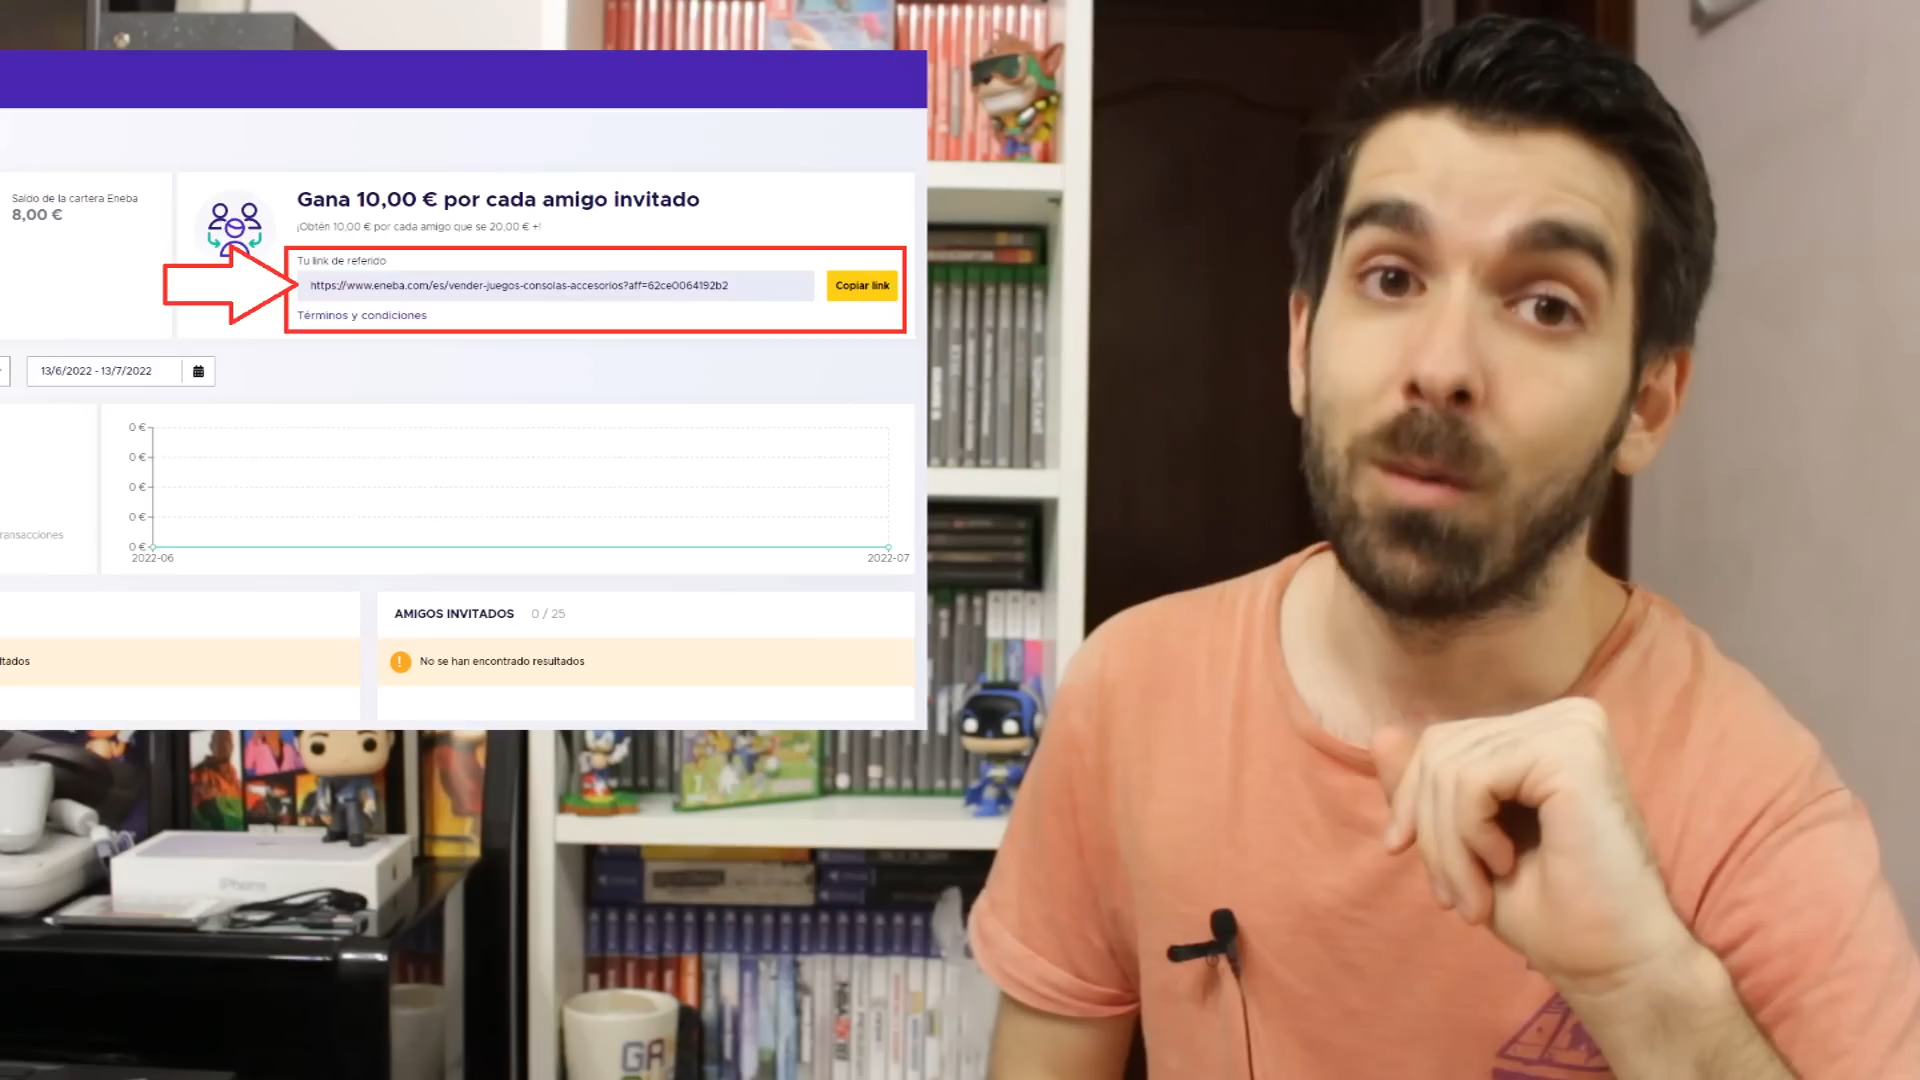 Saldo de la cartera Eneba
8,00 €
Gana 10,00 € por cada amigo invitado
¡Obtén 10,00 € por cada amigo que se 20,00 € +!
Tu link de referido
https://www.eneba.com/es/vender-juegos-consolas-accesorios?aff=62ce0064192b2
Copiar link
Términos y condiciones
13/6/2022 - 13/7/2022
0 €
0 €
0 €
0 €
0 €
2022-06
2022-07
ransacciones
AMIGOS INVITADOS 0 / 25
ltados
No se han encontrado resultados
iPhone
GA